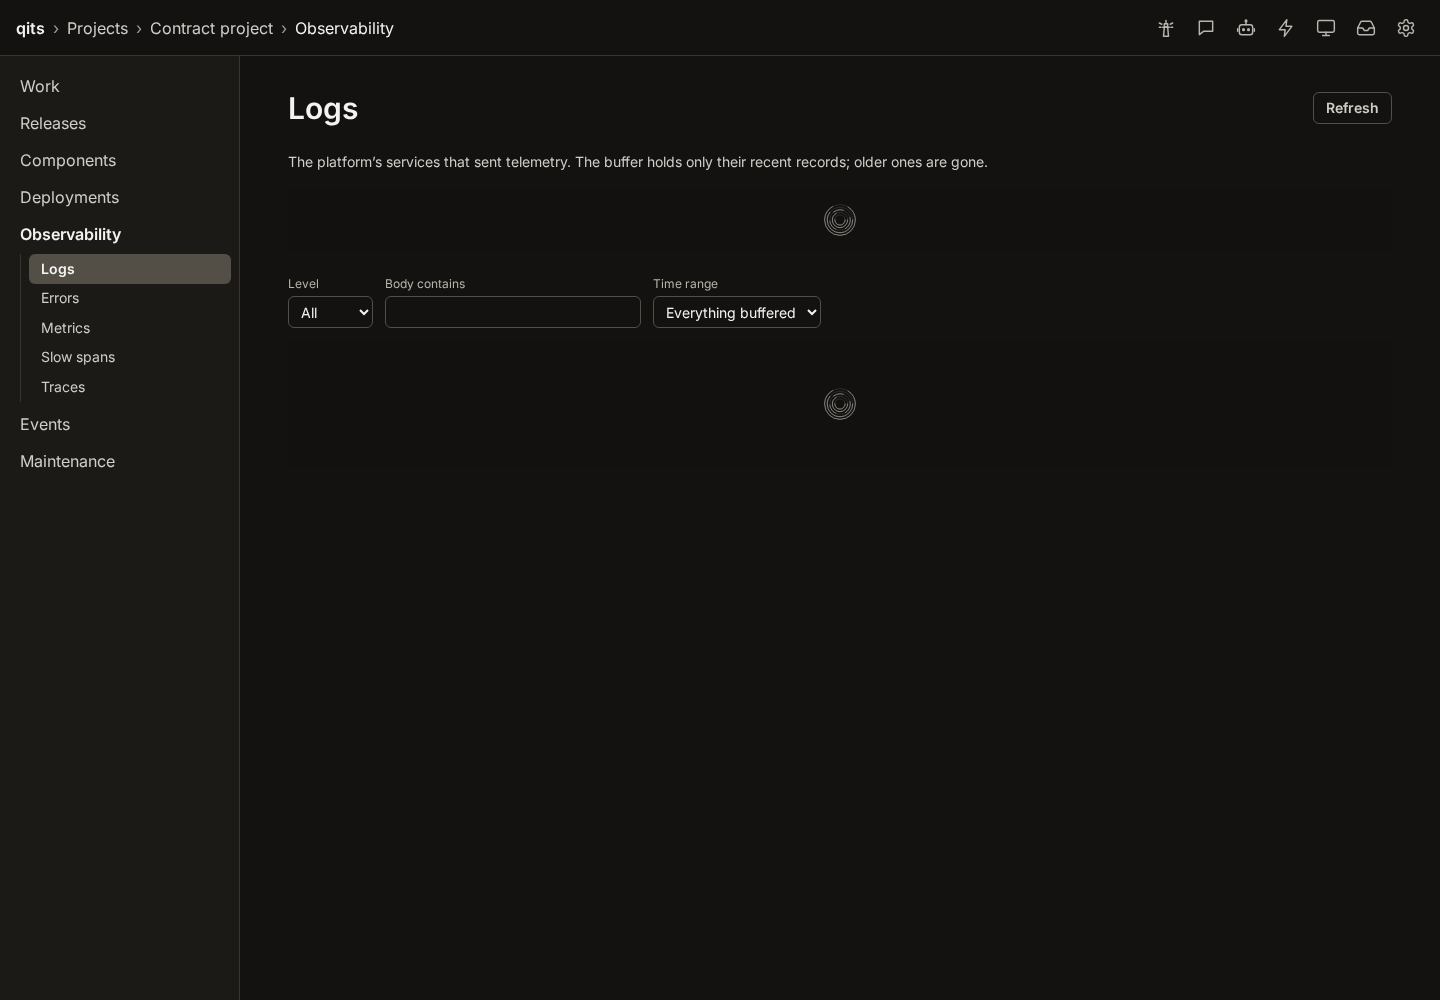 qits › Projects › Contract project › Observability
Work
Releases
Components
Deployments
Observability
Logs
Errors
Metrics
Slow spans
Traces
Events
Maintenance
Logs
Refresh
The platform’s services that sent telemetry. The buffer holds only their recent records; older ones are gone.
Level
Body contains
Time range
All
Everything buffered